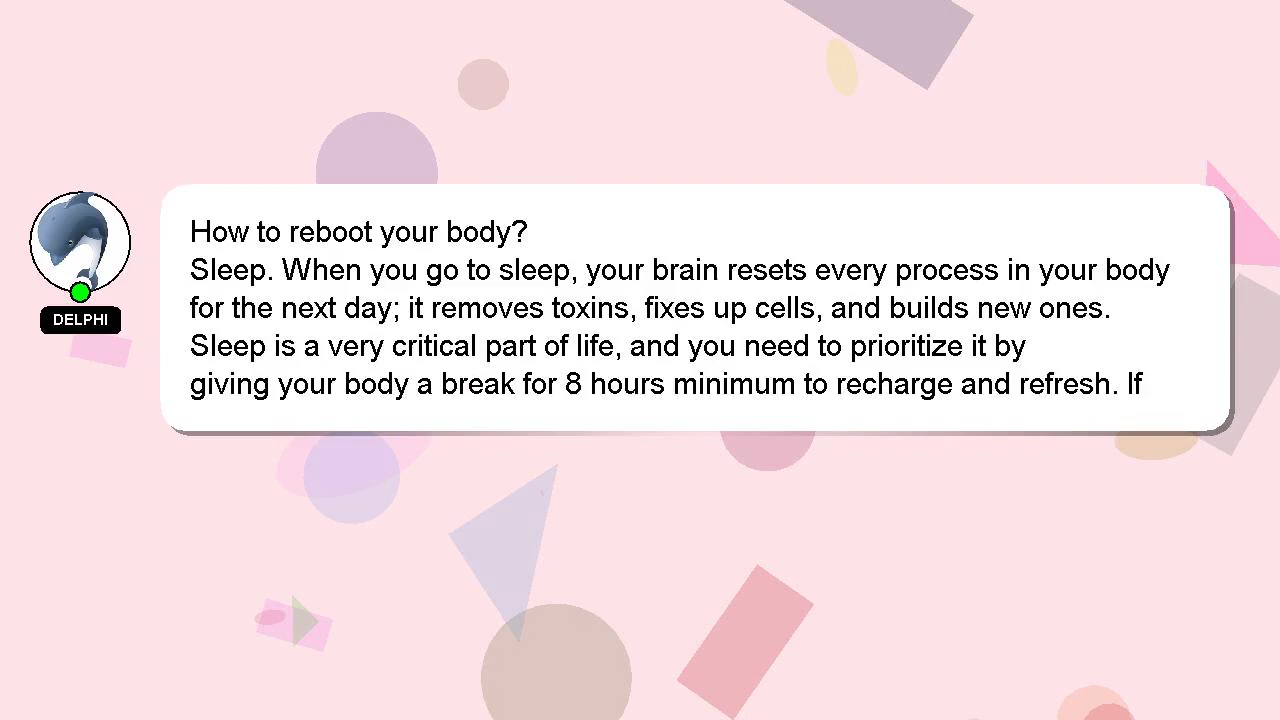 How to reboot your body?
Sleep. When you go to sleep, your brain resets every process in your body
for the next day; it removes toxins, fixes up cells, and builds new ones.
Sleep is a very critical part of life, and you need to prioritize it by
giving your body a break for 8 hours minimum to recharge and refresh. If
DELPHI